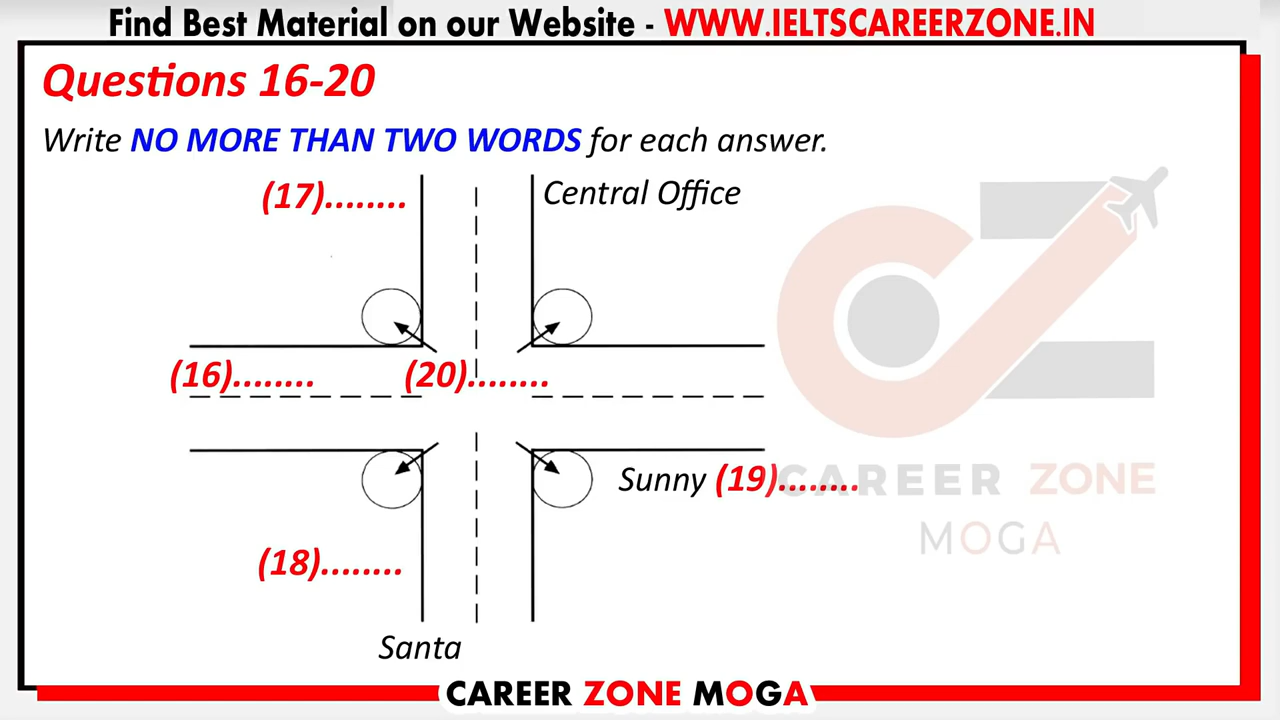 Find Best Material on our Website - WWW.IELTSCAREERZONE.IN
Questions 16-20
Write NO MORE THAN TWO WORDS for each answer.
(17)........
Central Office
(16)........
(20)........
Sunny (19)........
CAREER ZONE
MOGA
(18)........
Santa
CAREER ZONE MOGA